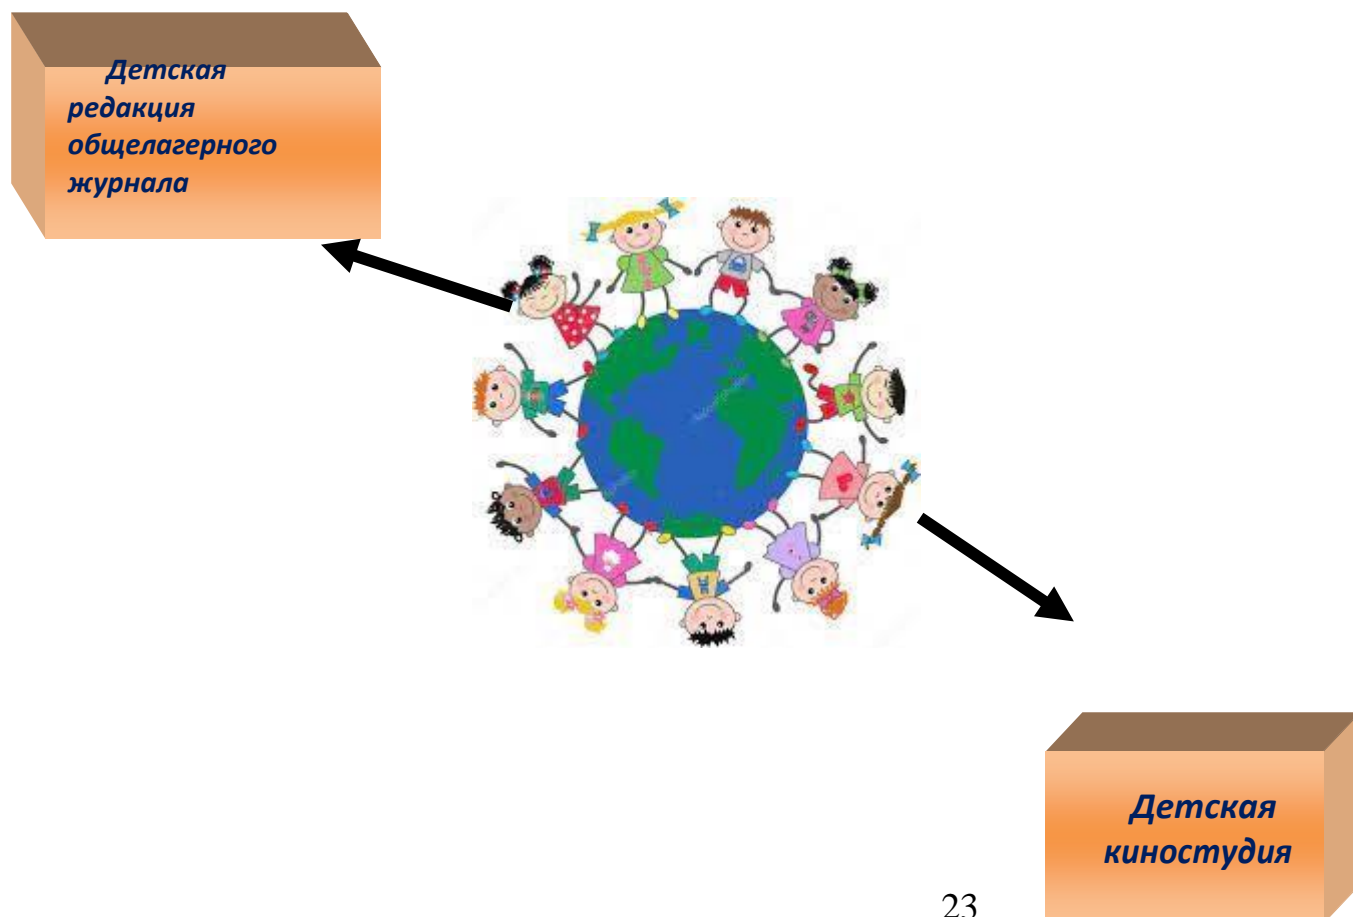 Детская
редакция
общелагерного
журнала
Детская
киностудия
23